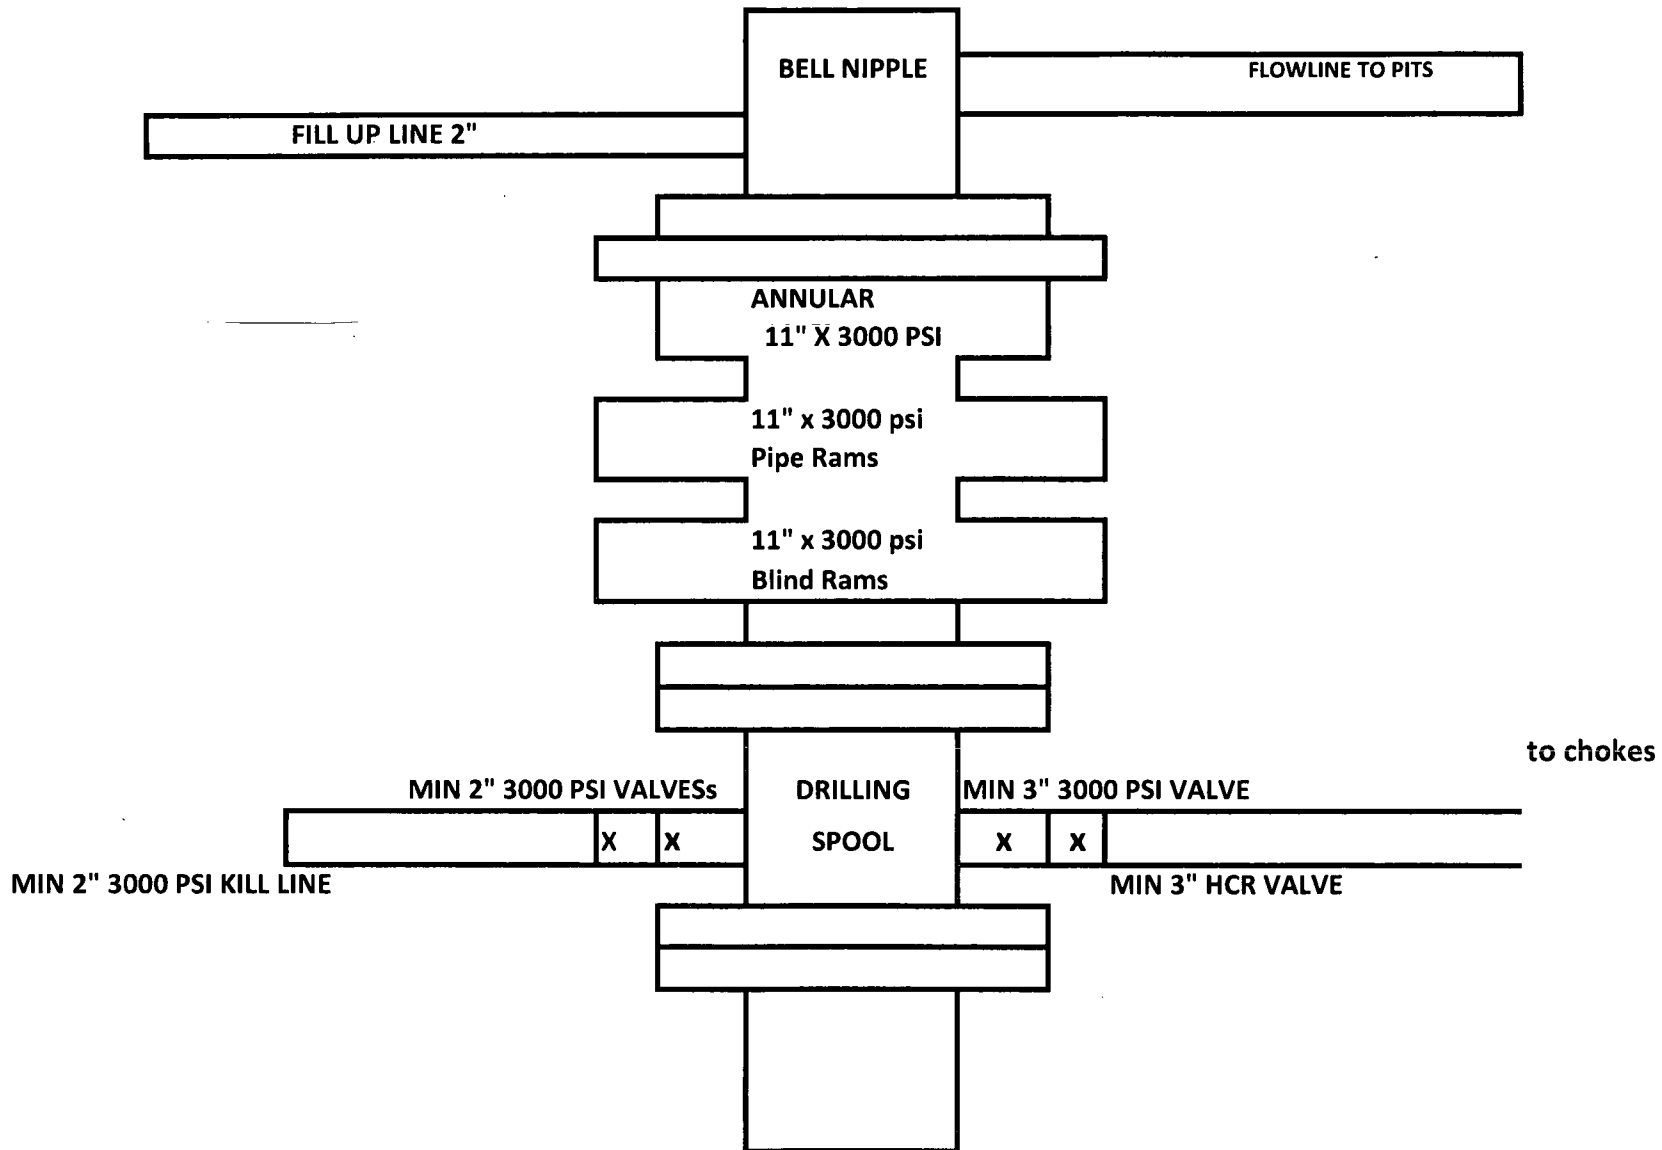 BELL NIPPLE
FLOWLINE TO PITS
FILL UP LINE 2"
ANNULAR
11" X 3000 PSI
11" x 3000 psi
Pipe Rams
11" x 3000 psi
Blind Rams
to chokes
MIN 2" 3000 PSI VALVESs
DRILLING
MIN 3" 3000 PSI VALVE
X
X
SPOOL
X
X
MIN 2" 3000 PSI KILL LINE
MIN 3" HCR VALVE